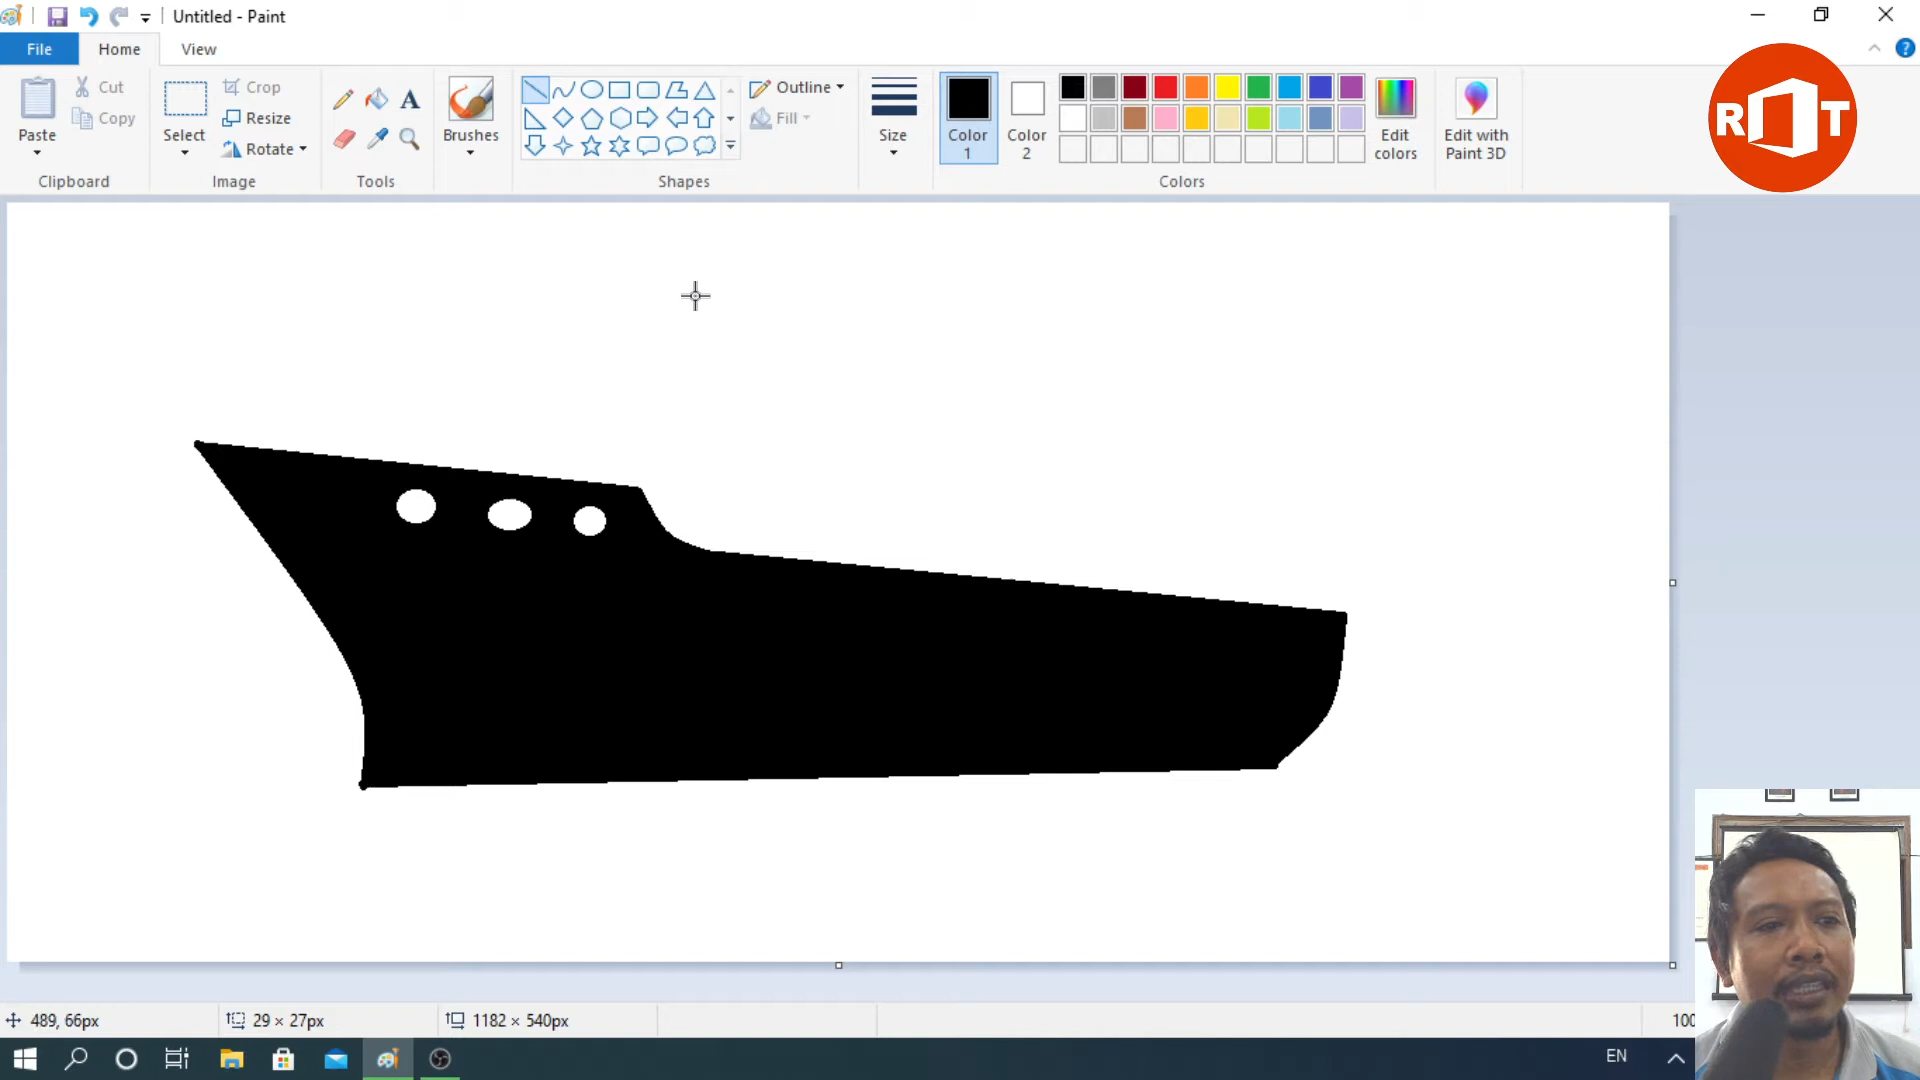 Untitled - Paint
File Home View
Paste
Cut
Copy
Clipboard
Select
Crop
Resize
Rotate
Image
A
Tools
Brushes
Shapes
Outline
Fill
Size
Color 1
Color 2
Colors
Edit colors
Edit with Paint 3D
R T
?
489, 66px
29 × 27px
1182 × 540px
100
EN